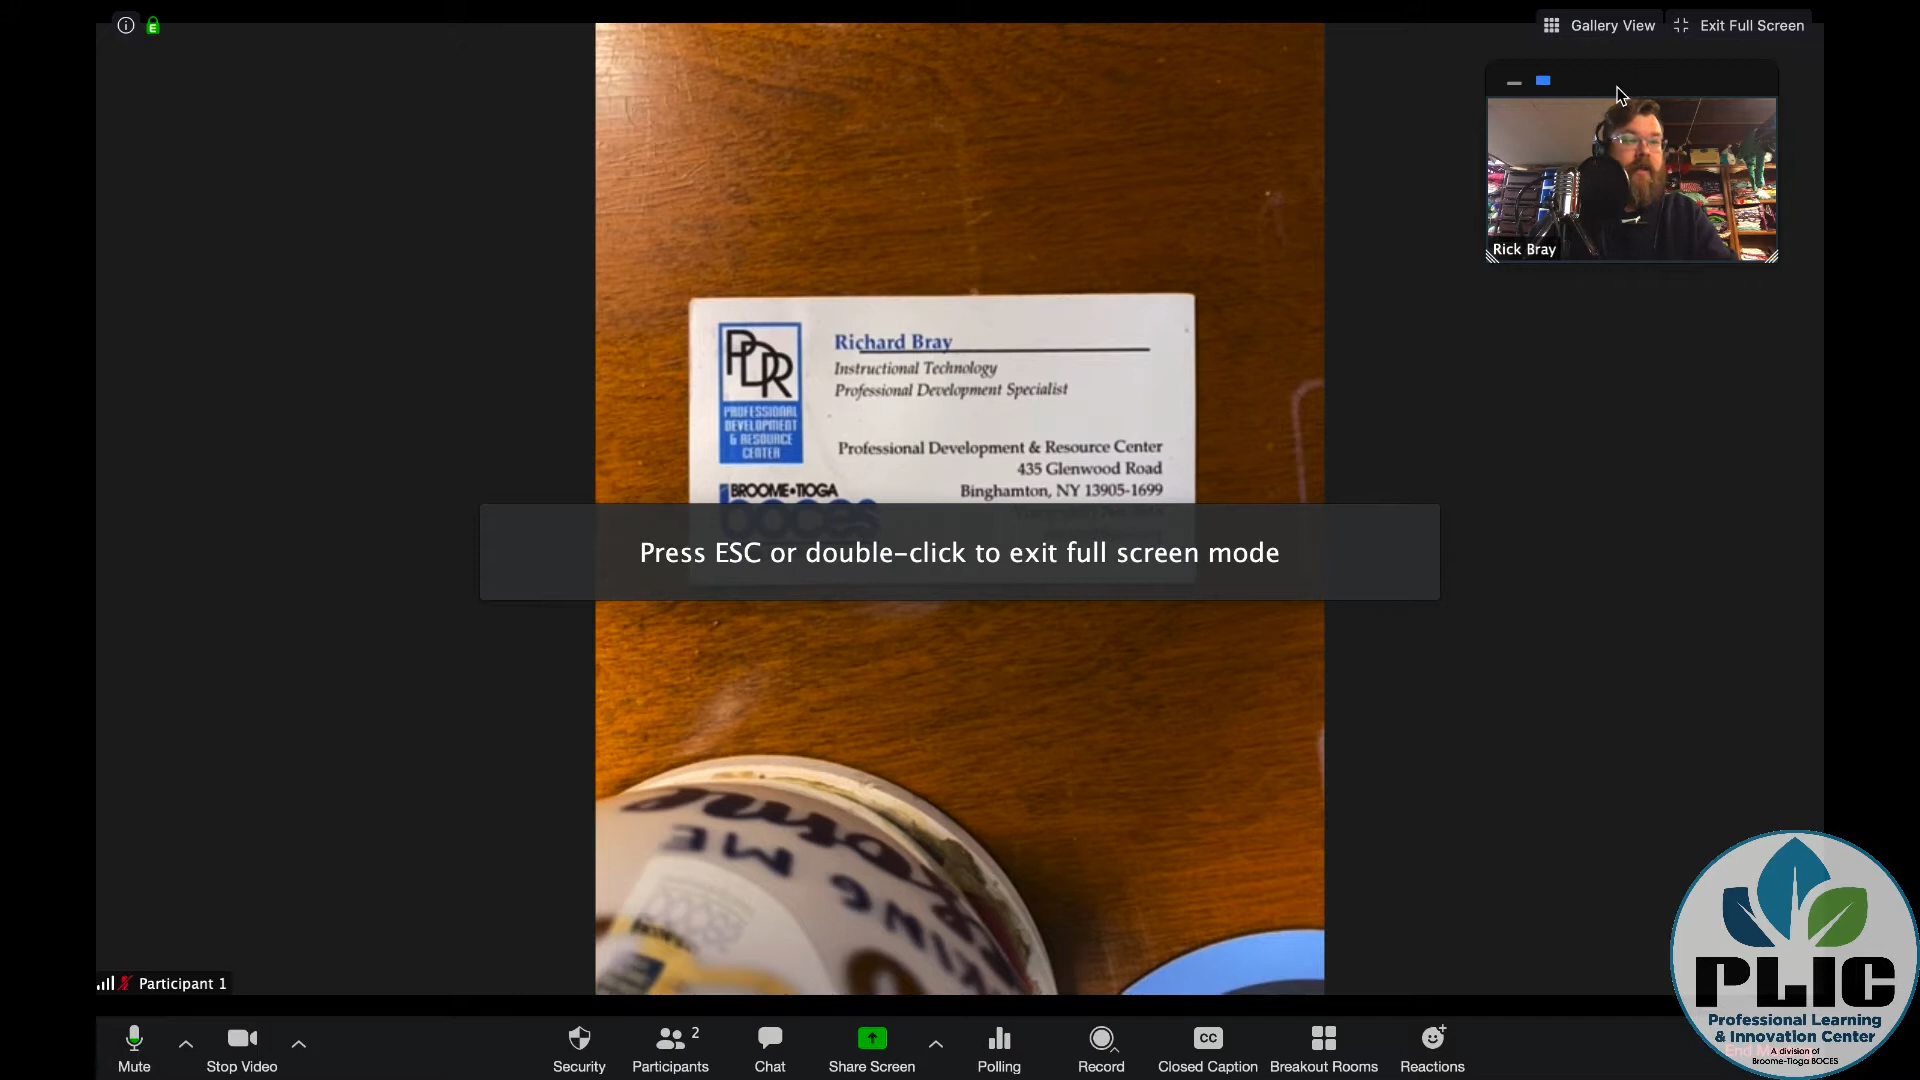 Gallery View
Exit Full Screen
Rick Bray
PDR
PROFESSIONAL
DEVELOPMENT
& RESOURCE
CENTER
BROOME•TIOGA
boces
Richard Bray
Instructional Technology
Professional Development Specialist
Professional Development & Resource Center
435 Glenwood Road
Binghamton, NY 13905-1699
Press ESC or double-click to exit full screen mode
ME
Participant 1
Mute
Stop Video
Security
Participants
2
Chat
Share Screen
Polling
Record
CC
Closed Caption
Breakout Rooms
Reactions
PLIC
Professional Learning
& Innovation Center
A division of
Broome-Tioga BOCES